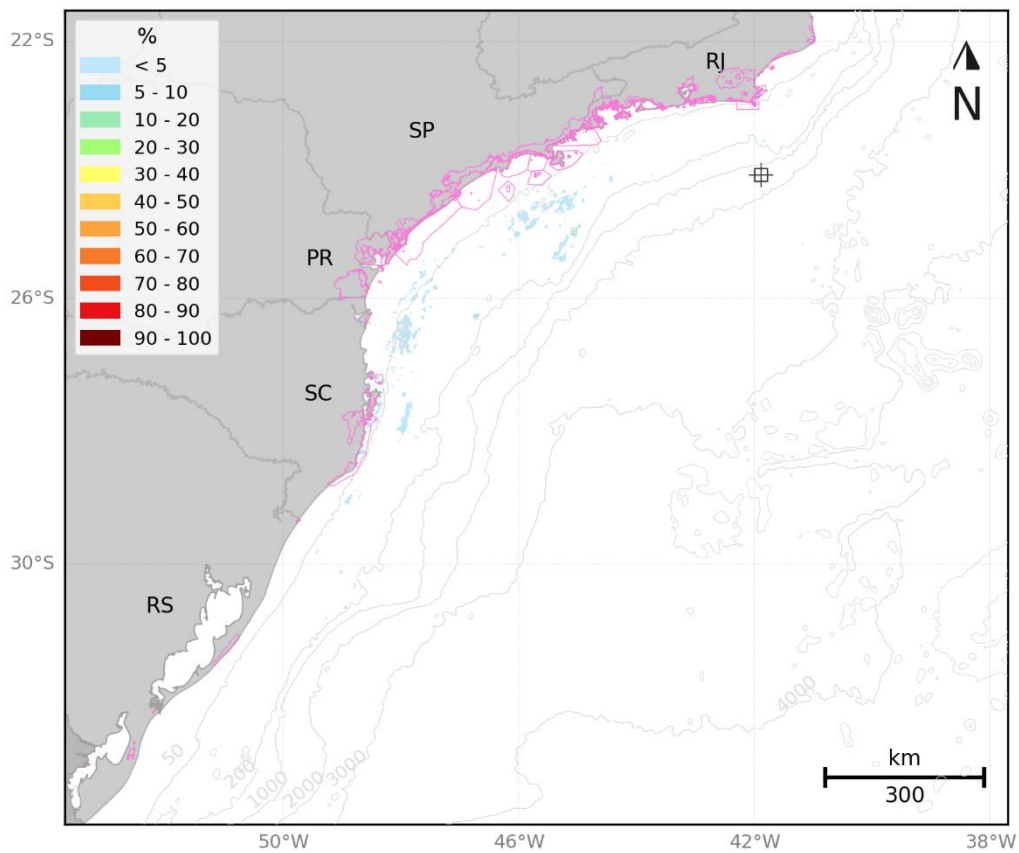 22°S
26°S
30°S
%
< 5
5 - 10
10 - 20
20 - 30
30 - 40
40 - 50
50 - 60
60 - 70
70 - 80
80 - 90
90 - 100
RJ
SP
PR
SC
RS
N
50
200
1000
2000
3000
4000
km
300
50°W
46°W
42°W
38°W